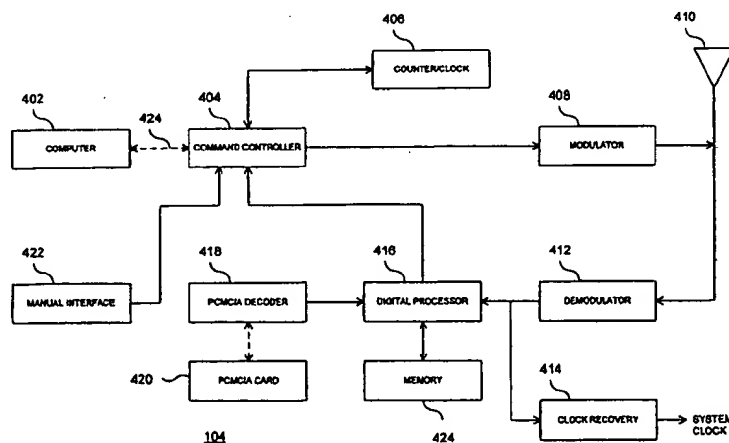 406
410
COUNTER/CLOCK
402
424
404
408
COMPUTER
COMMAND CONTROLLER
MODULATOR
422
418
416
412
MANUAL INTERFACE
PCMCIA DECODER
DIGITAL PROCESSOR
DEMODULATOR
420
PCMCIA CARD
MEMORY
414
104
424
CLOCK RECOVERY
SYSTEM
CLOCK